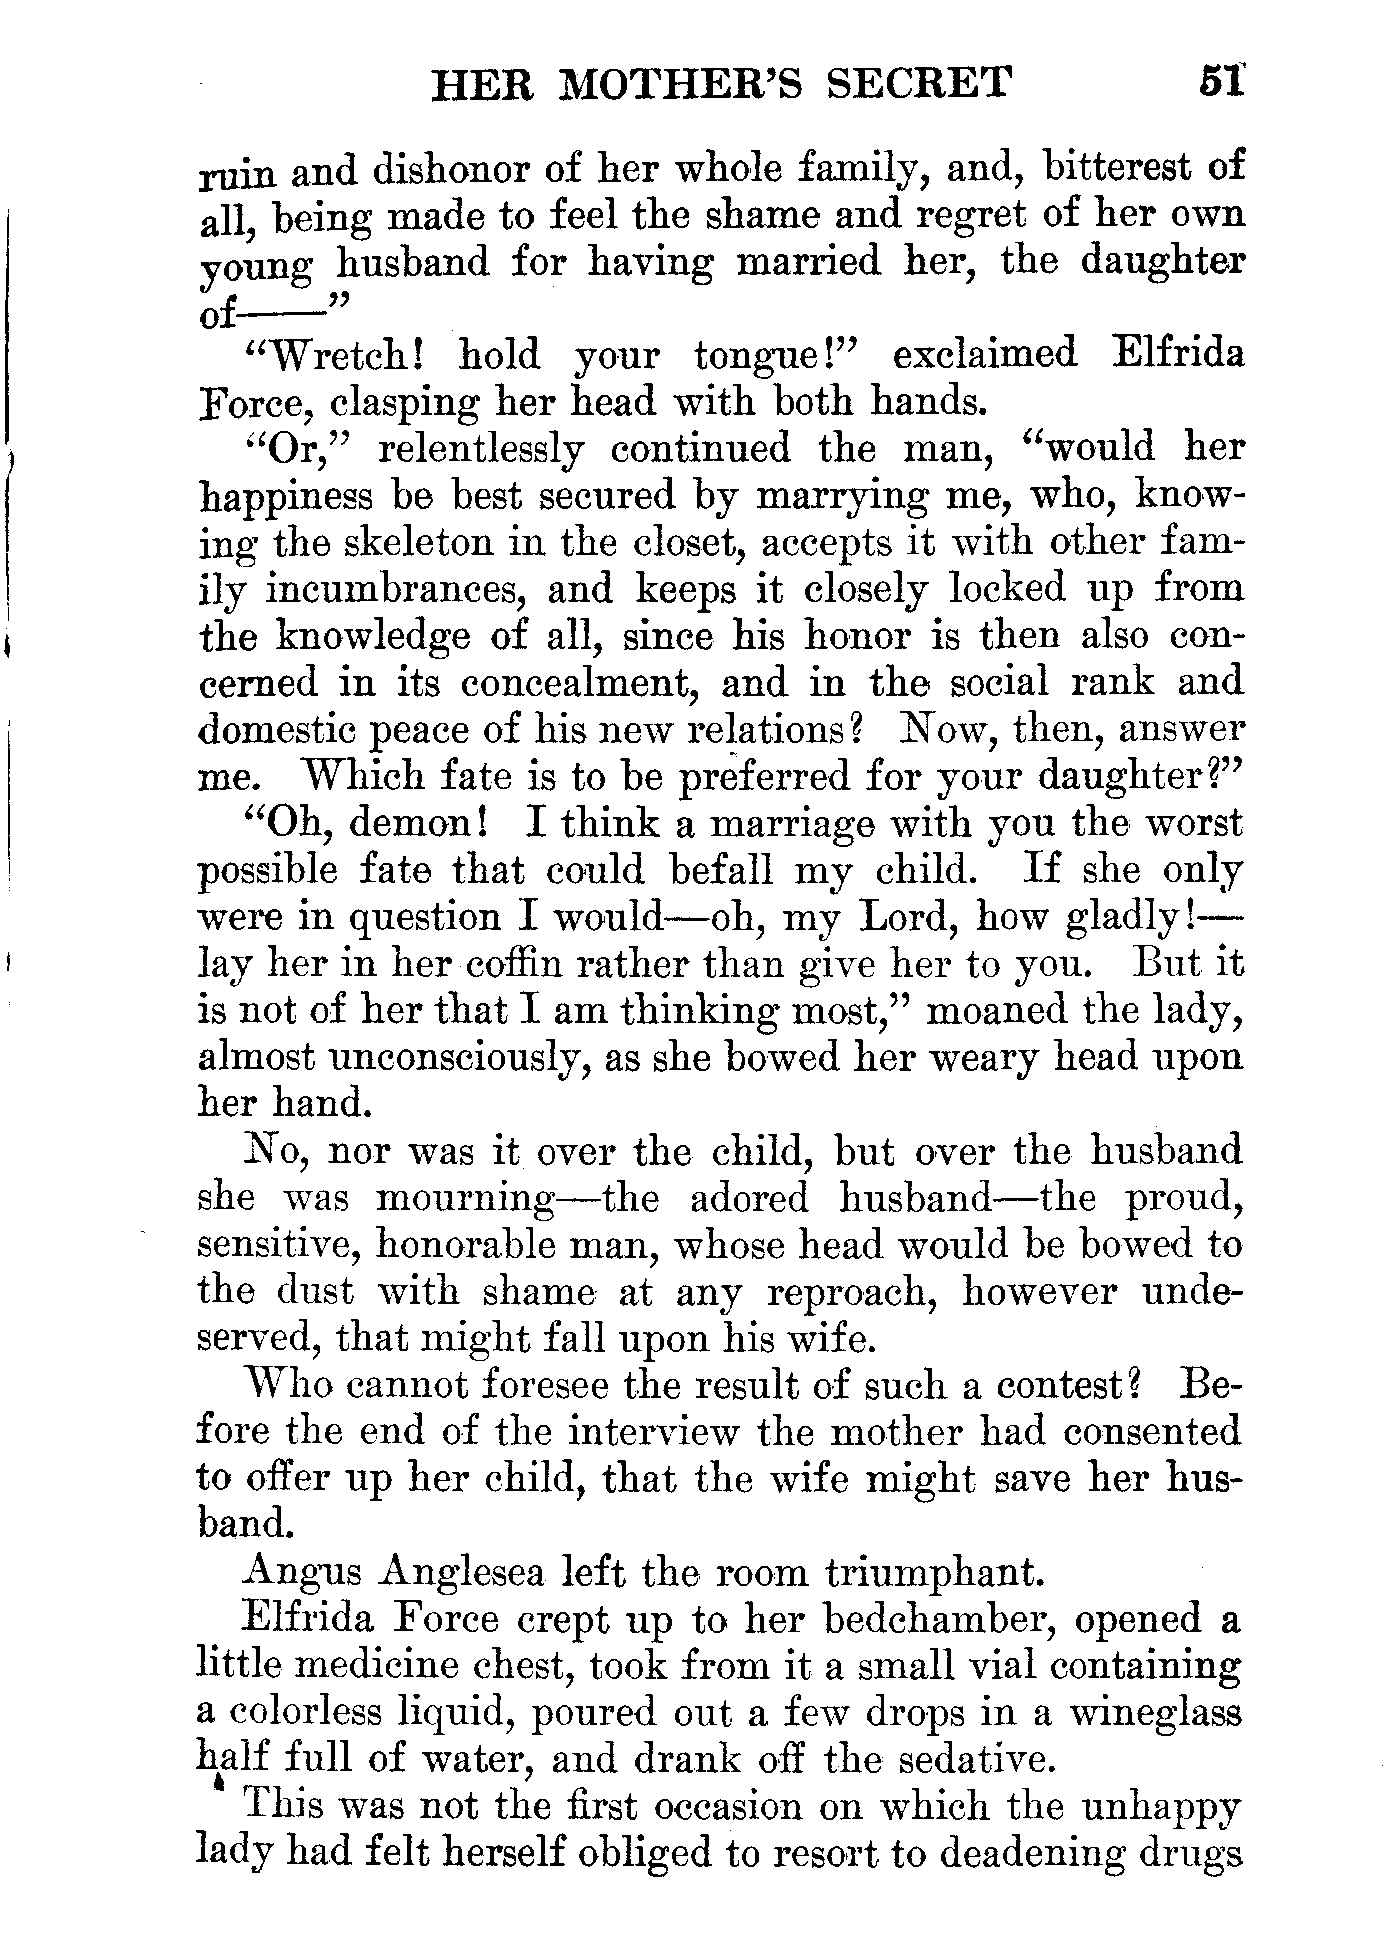 HER MOTHER'S SECRET 51
ruin and dishonor of her whole family, and, bitterest of
all, being made to feel the shame and regret of her own
young husband for having married her, the daughter
of——"
"Wretch! hold your tongue!" exclaimed Elfrida
Force, clasping her head with both hands.
"Or," relentlessly continued the man, "would her
happiness be best secured by marrying me, who, know-
ing the skeleton in the closet, accepts it with other fam-
ily incumbrances, and keeps it closely locked up from
the knowledge of all, since his honor is then also con-
cerned in its concealment, and in the social rank and
domestic peace of his new relations? Now, then, answer
me. Which fate is to be preferred for your daughter?"
"Oh, demon! I think a marriage with you the worst
possible fate that could befall my child. If she only
were in question I would—oh, my Lord, how gladly!—
lay her in her coffin rather than give her to you. But it
is not of her that I am thinking most," moaned the lady,
almost unconsciously, as she bowed her weary head upon
her hand.
No, nor was it over the child, but over the husband
she was mourning—the adored husband—the proud,
sensitive, honorable man, whose head would be bowed to
the dust with shame at any reproach, however unde-
served, that might fall upon his wife.
Who cannot foresee the result of such a contest? Be-
fore the end of the interview the mother had consented
to offer up her child, that the wife might save her hus-
band.
Angus Anglesea left the room triumphant.
Elfrida Force crept up to her bedchamber, opened a
little medicine chest, took from it a small vial containing
a colorless liquid, poured out a few drops in a wineglass
half full of water, and drank off the sedative.
This was not the first occasion on which the unhappy
lady had felt herself obliged to resort to deadening drugs